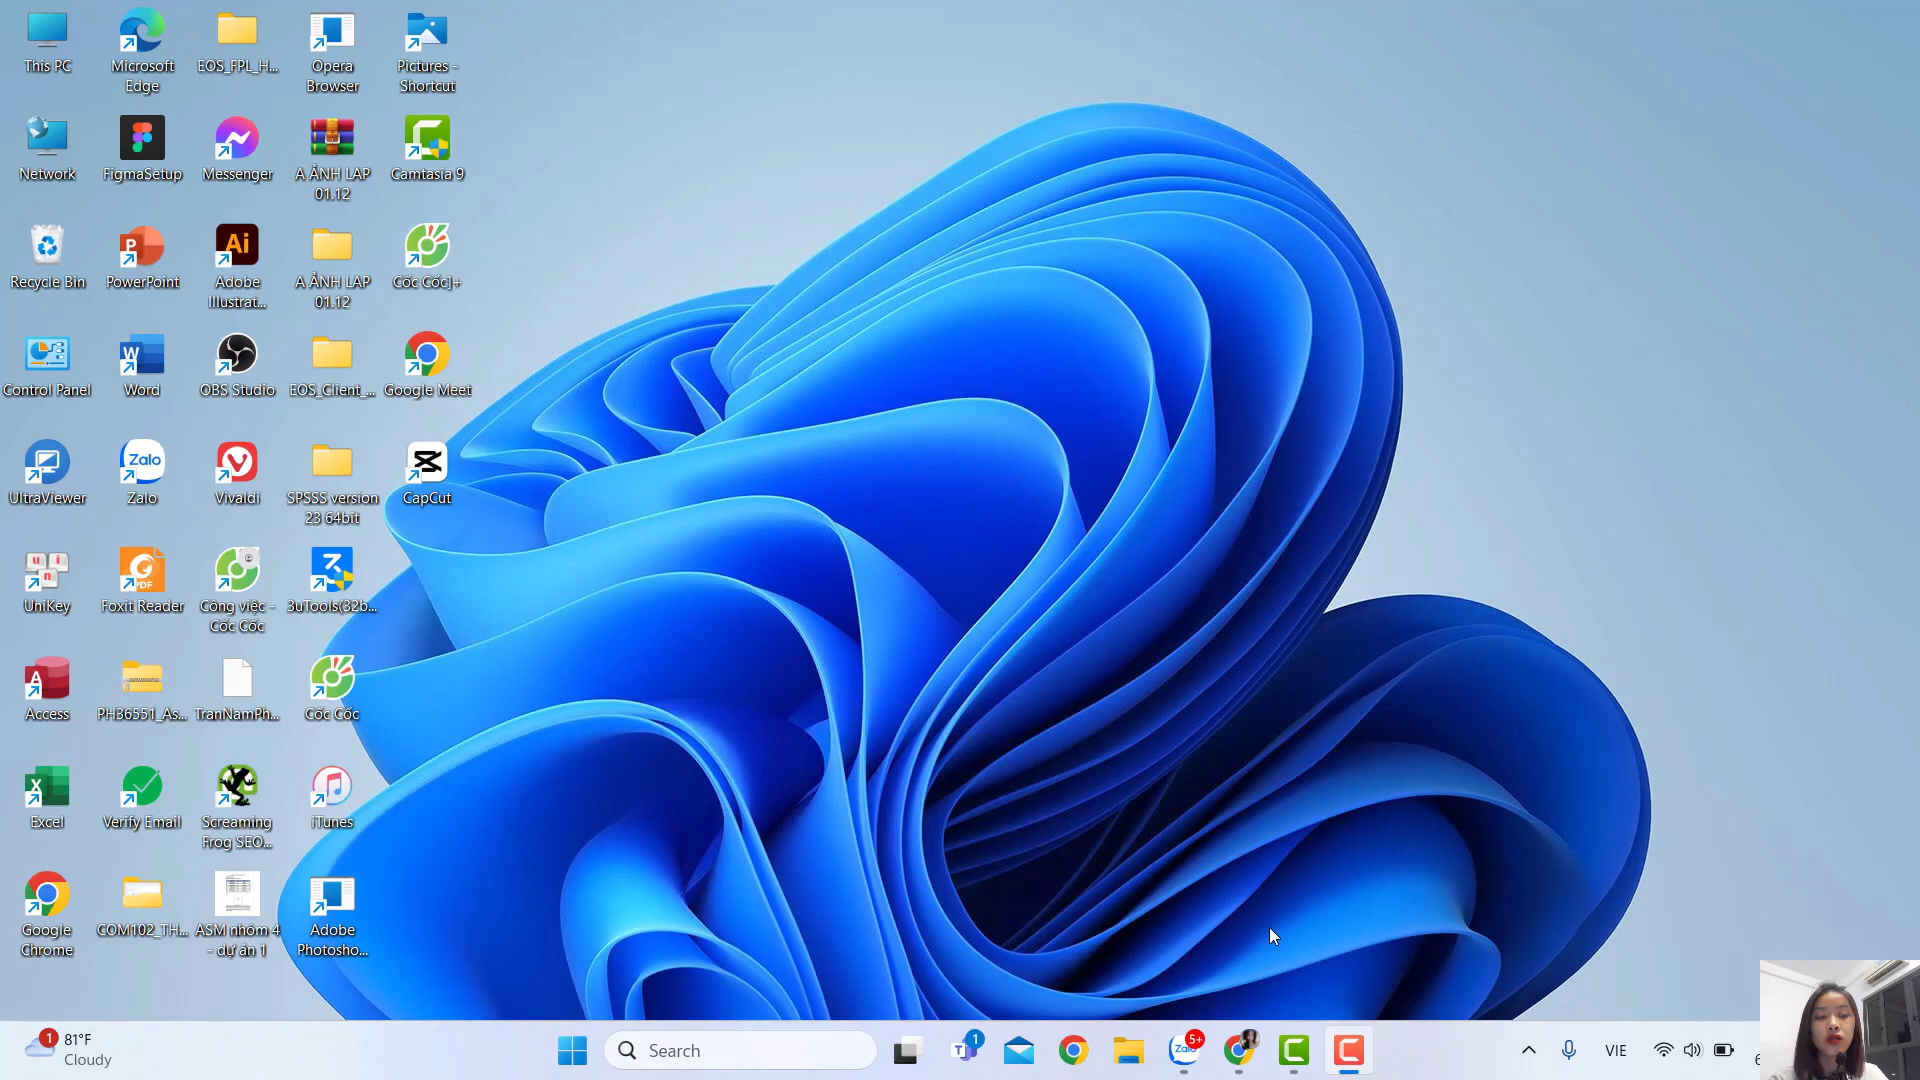 This PC
Microsoft
Edge
EOS_FPL_H...
Opera
Browser
Pictures -
Shortcut
Network
FigmaSetup
Messenger
A ẢNH LAP
01.12
Camtasia 9
Recycle Bin
PowerPoint
Ai
Adobe
Illustrat...
A ẢNH LAP
01.12
Cốc Cốc]+
Control Panel
Word
OBS Studio
EOS_Client_...
Google Meet
UltraViewer
Zalo
Zalo
Vivaldi
SPSSS version
23 64bit
CapCut
UniKey
PDF
Foxit Reader
Công việc -
Cốc Cốc
3uTools(32b...
Access
PH36551_As...
TranNamPh...
Cốc Cốc
Excel
Verify Email
Screaming
Frog SEO...
iTunes
Google
Chrome
COM102_TH...
ASM nhóm 4
- dự án 1
Adobe
Photosho...
1
81°F
Cloudy
Search
1
Zalo
5+
VIE